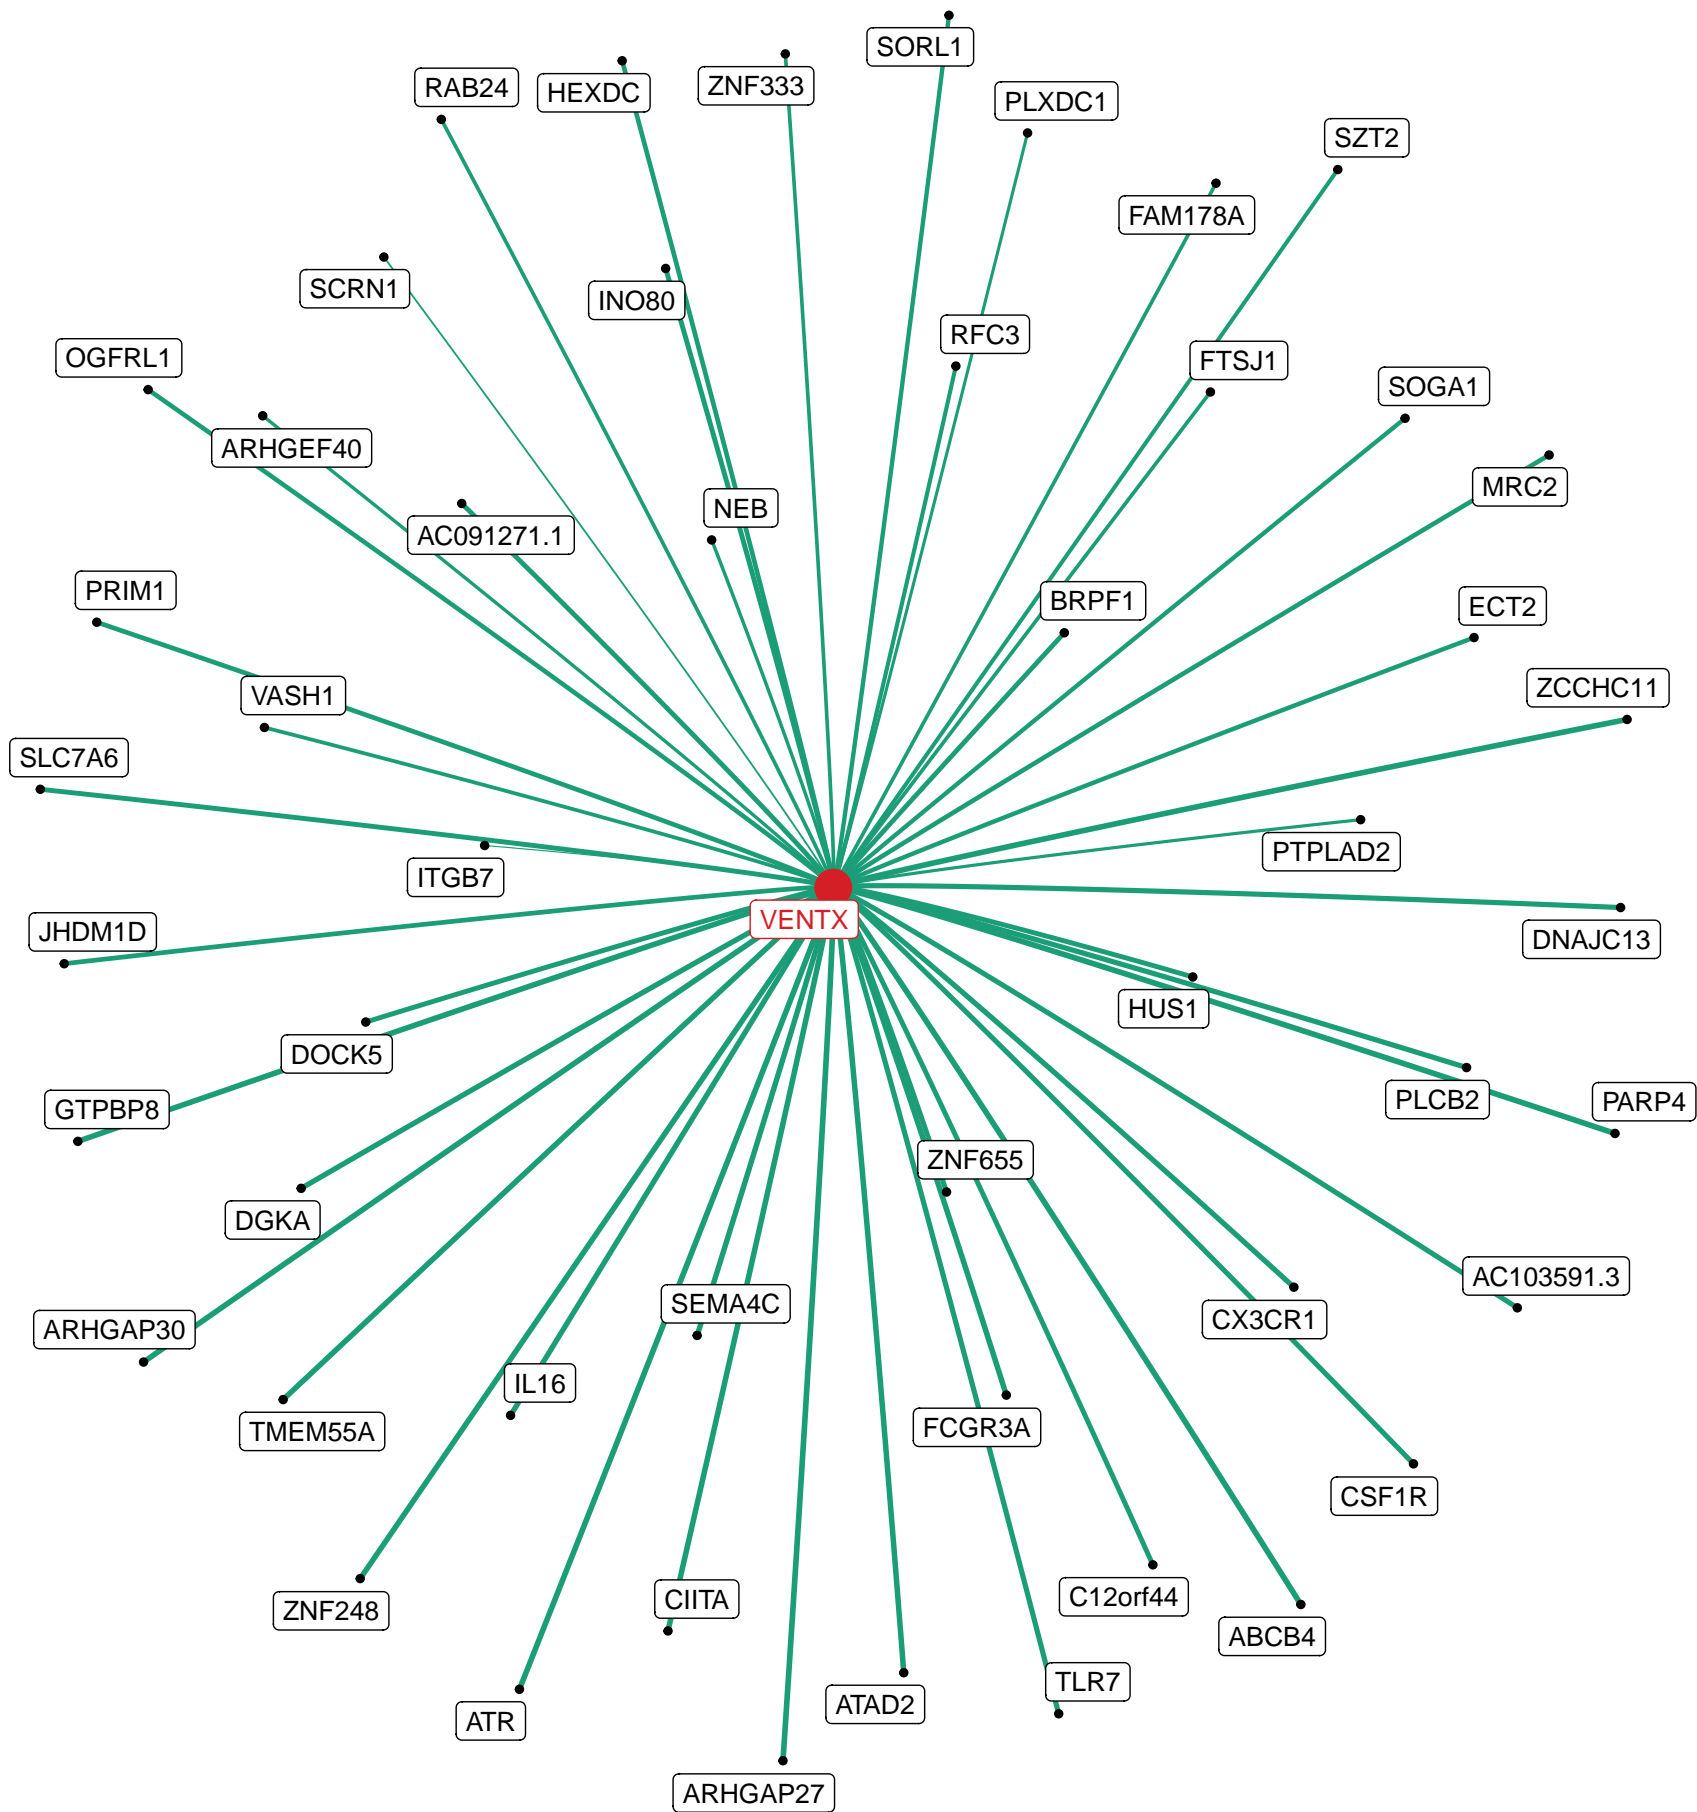 SORL1
RAB24
HEXDC
ZNF333
PLXDC1
SZT2
FAM178A
SCRN1
INO80
RFC3
OGFRL1
FTSJ1
SOGA1
ARHGEF40
MRC2
NEB
AC091271.1
PRIM1
BRPF1
ECT2
VASH1
ZCCHC11
SLC7A6
PTPLAD2
ITGB7
VENTX
JHDM1D
DNAJC13
HUS1
DOCK5
PLCB2
PARP4
GTPBP8
ZNF655
DGKA
AC103591.3
SEMA4C
CX3CR1
ARHGAP30
IL16
TMEM55A
FCGR3A
CSF1R
C12orf44
CIITA
ZNF248
ABCB4
TLR7
ATAD2
ATR
ARHGAP27